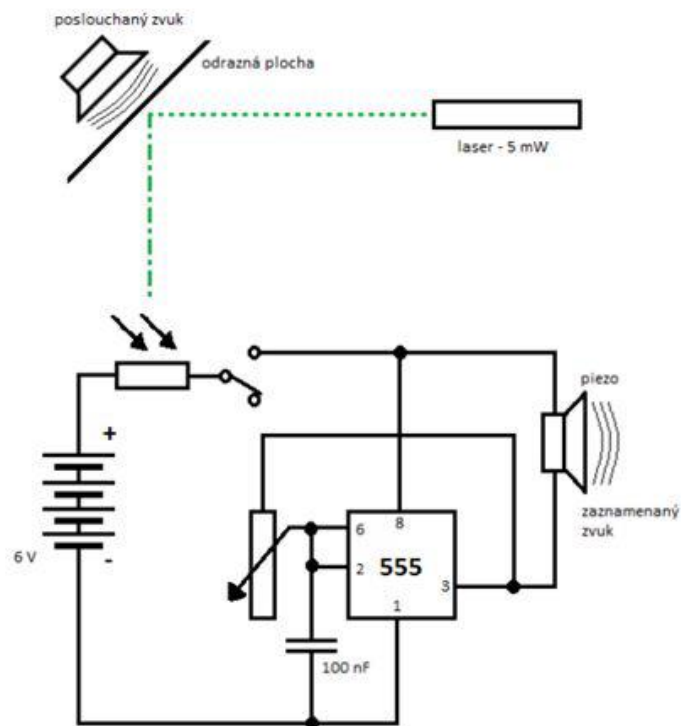 poslouchaný zvuk
odrazná plocha
laser - 5 mW
piezo
+
6 8
555
zaznamenaný
zvuk
6 V - 2 3
1
100 nF